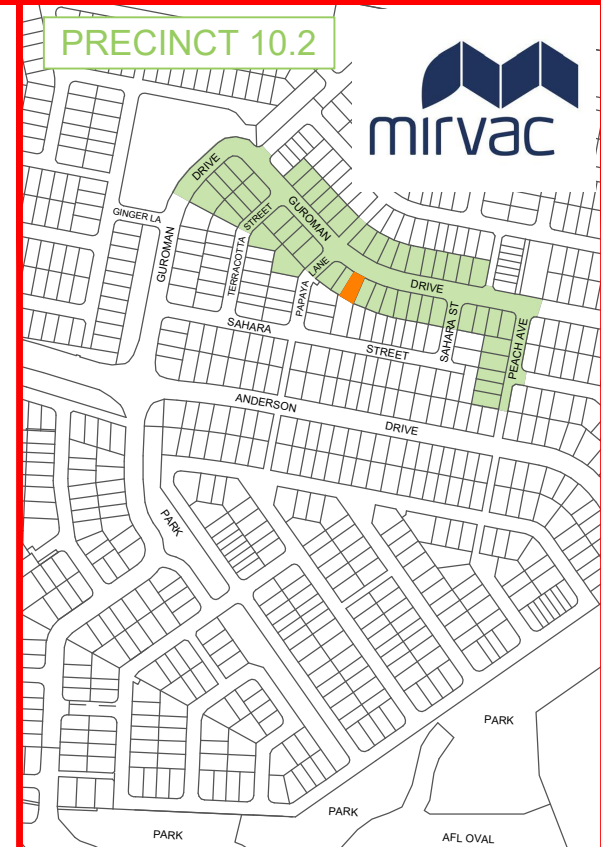 PRECINCT 10.2
mirvac
DRIVE
STREET
GUROMAN
GINGER LA
GUROMAN
TERRACOTTA
LANE
PAPAYA
DRIVE
SAHARA ST
SAHARA
STREET
PEACH AVE
ANDERSON
DRIVE
PARK
PARK
PARK
PARK
AFL OVAL